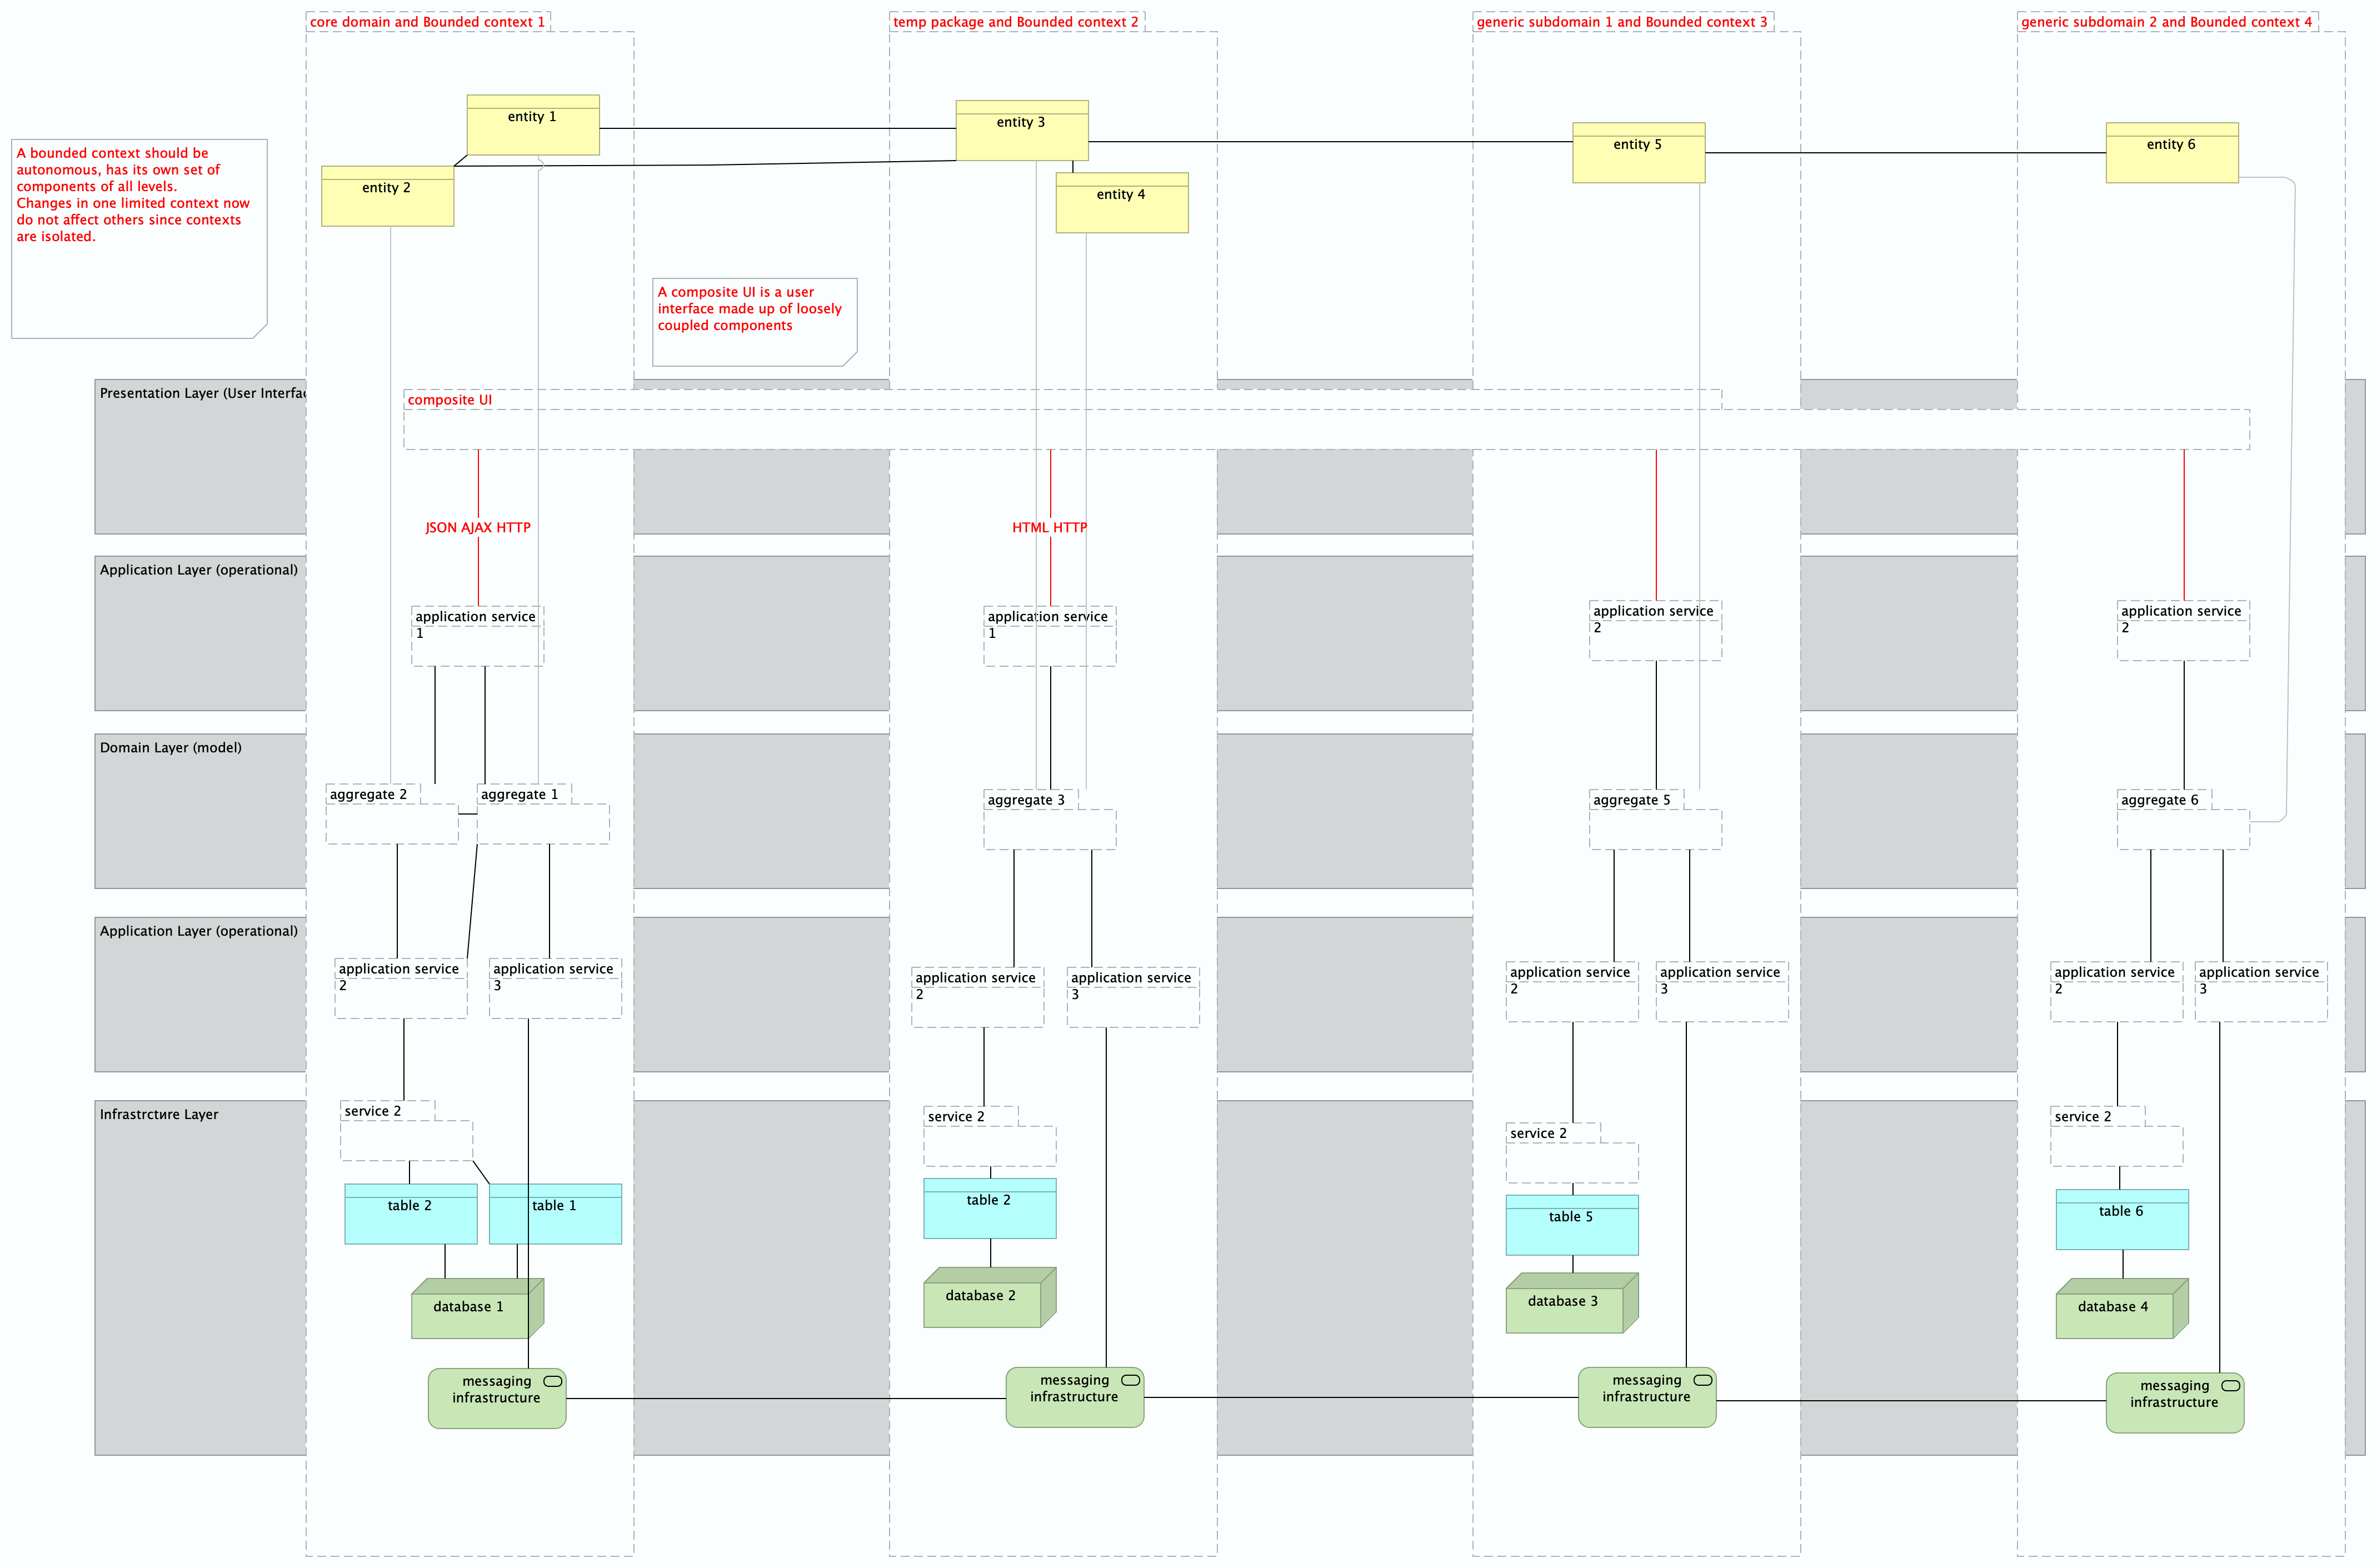 core domain and Bounded context 1
temp package and Bounded context 2
generic subdomain 1 and Bounded context 3
generic subdomain 2 and Bounded context 4
entity 1
entity 3
entity 5
entity 6
entity 2
entity 4
A bounded context should be
autonomous, has its own set of
components of all levels.
Changes in one limited context now
do not affect others since contexts
are isolated.
A composite UI is a user
interface made up of loosely
coupled components
Presentation Layer (User Interfac
composite UI
JSON AJAX HTTP
HTML HTTP
Application Layer (operational)
application service
1
application service
1
application service
2
application service
2
Domain Layer (model)
aggregate 2
aggregate 1
aggregate 3
aggregate 5
aggregate 6
Application Layer (operational)
application service
2
application service
3
application service
2
application service
3
application service
2
application service
3
application service
2
application service
3
Infrastrctиre Layer
service 2
service 2
service 2
service 2
table 2
table 1
table 2
table 5
table 6
database 1
database 2
database 3
database 4
messaging
infrastructure
messaging
infrastructure
messaging
infrastructure
messaging
infrastructure